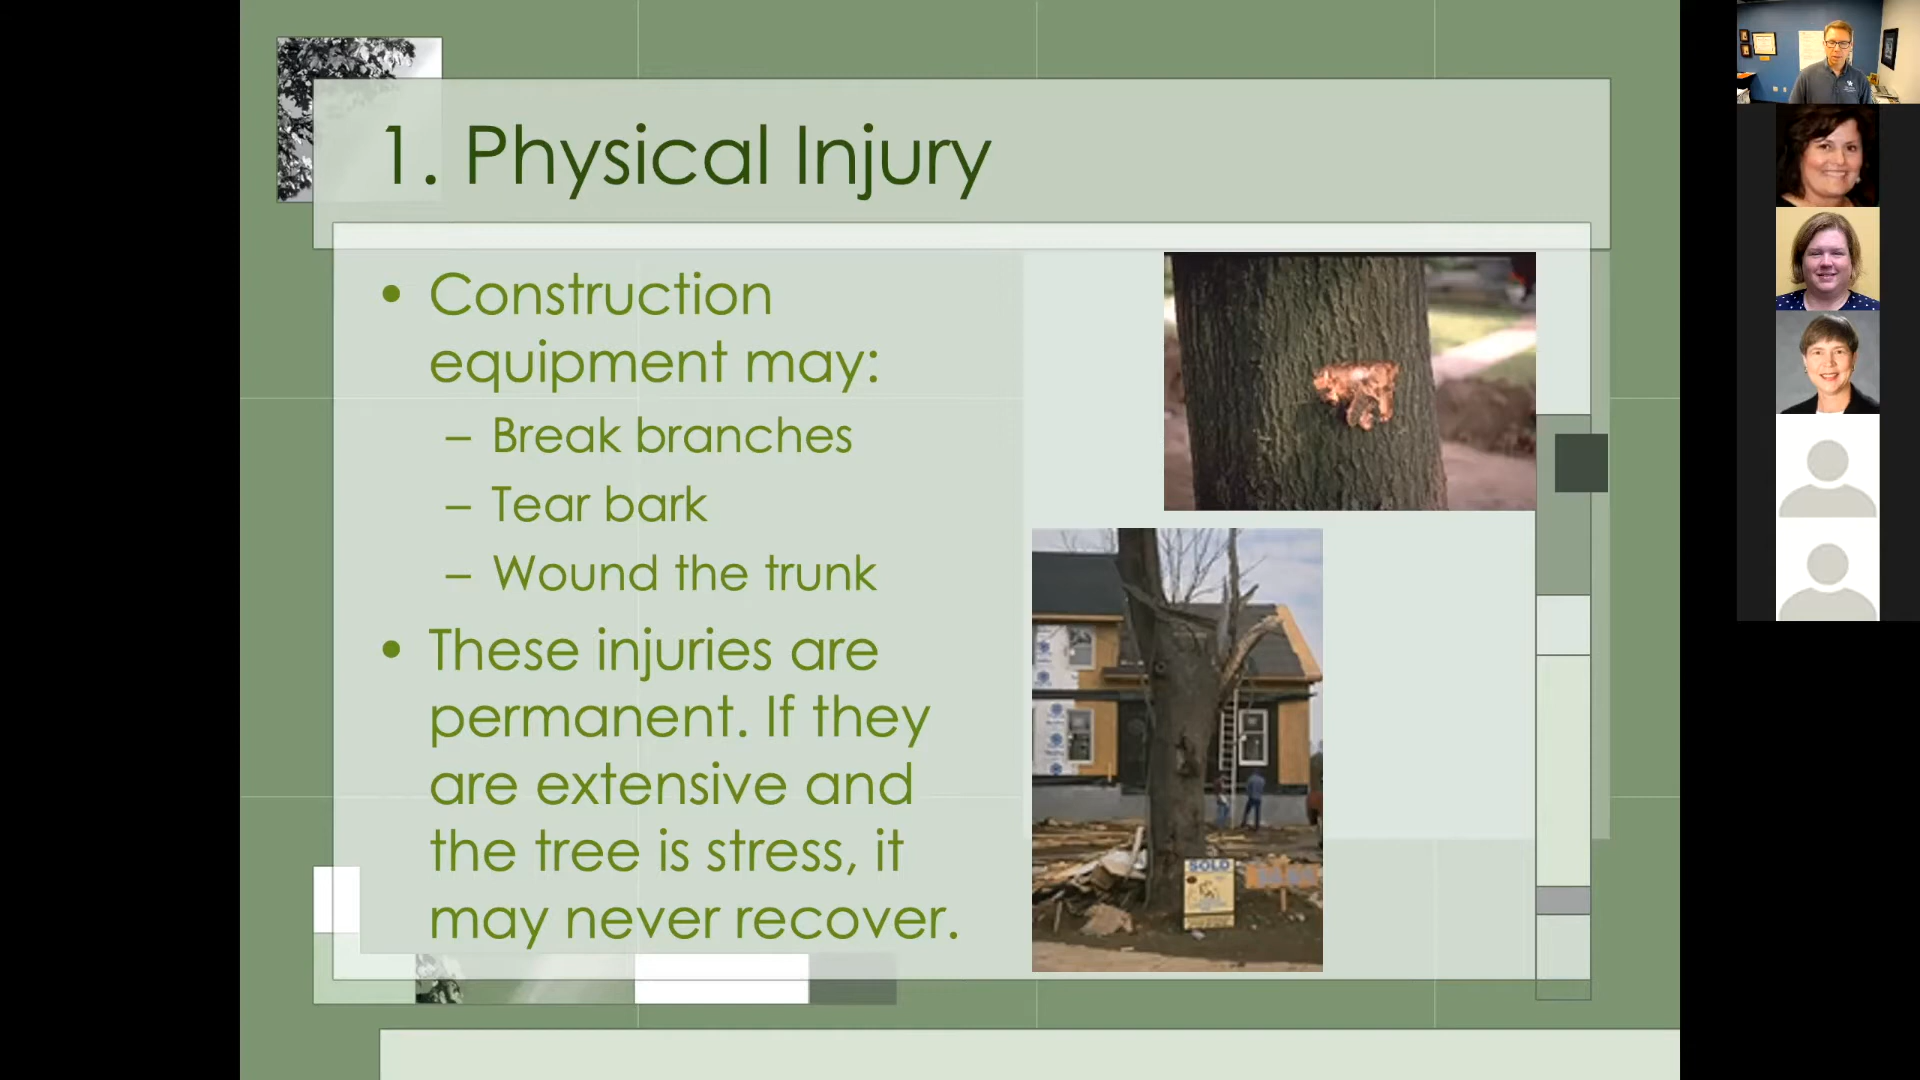 1. Physical Injury
• Construction
equipment may:
– Break branches
– Tear bark
– Wound the trunk
• These injuries are
permanent. If they
are extensive and
the tree is stress, it
may never recover.
SOLD